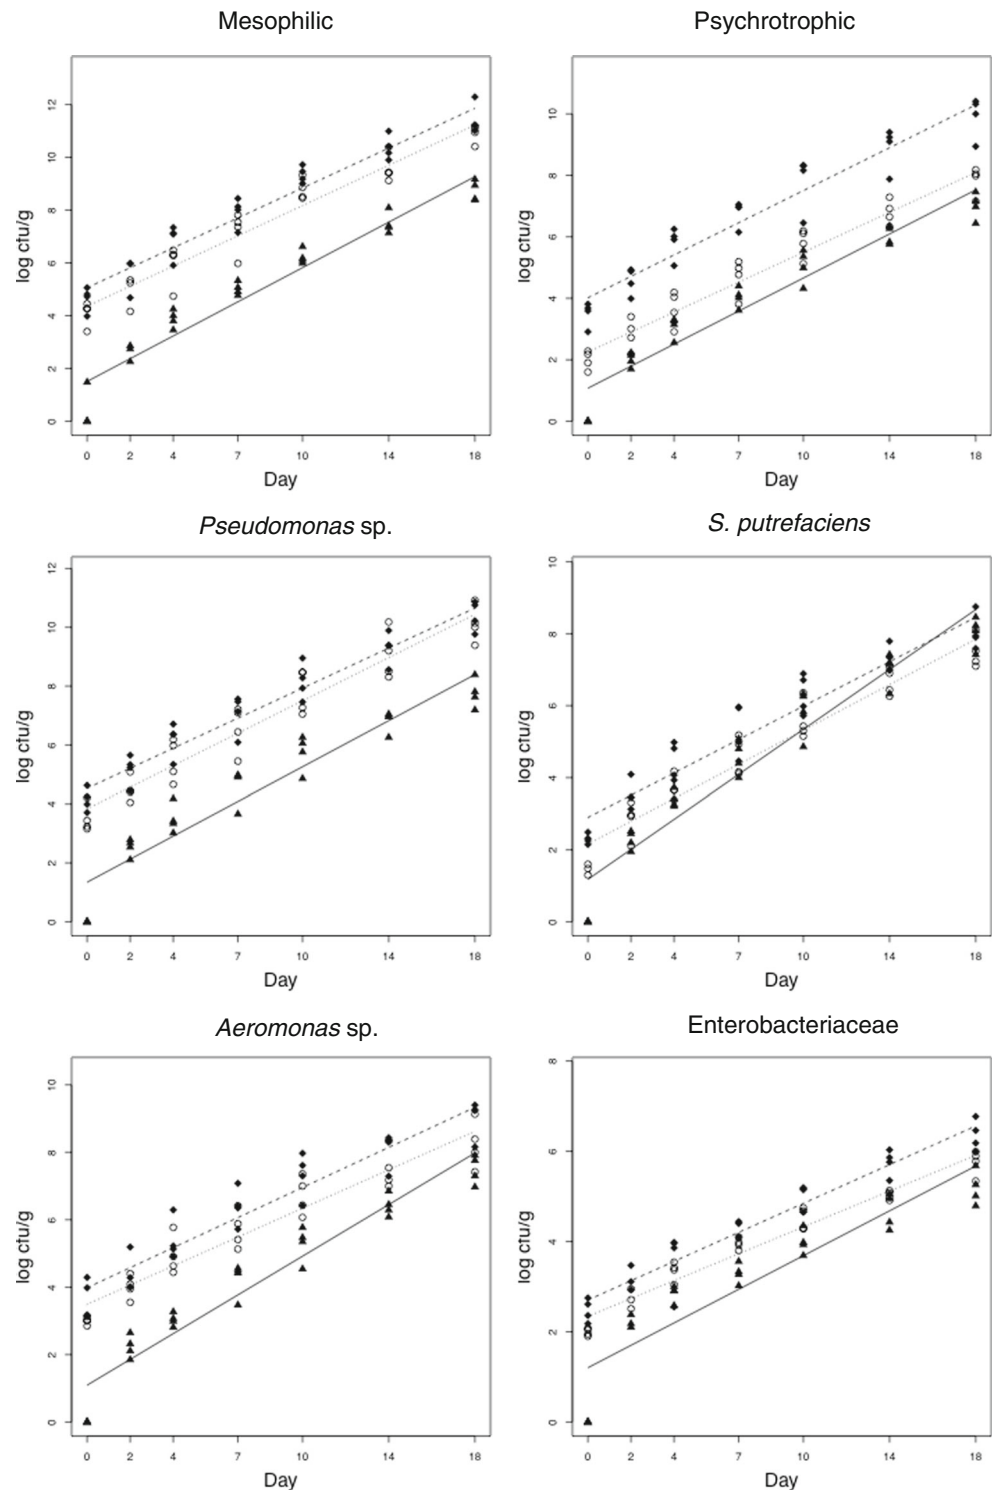 Mesophilic
Psychrotrophic
log cfu/g
0 2 4 6 8 10 12
0 2 4 7 10 14 18
Day
log cfu/g
0 2 4 6 8 10
0 2 4 7 10 14 18
Day
Pseudomonas sp.
S. putrefaciens
log cfu/g
0 2 4 6 8 10 12
0 2 4 7 10 14 18
Day
log cfu/g
0 2 4 6 8 10
0 2 4 7 10 14 18
Day
Aeromonas sp.
Enterobacteriaceae
log cfu/g
0 2 4 6 8 10
0 2 4 7 10 14 18
Day
log cfu/g
0 2 4 6 8
0 2 4 7 10 14 18
Day